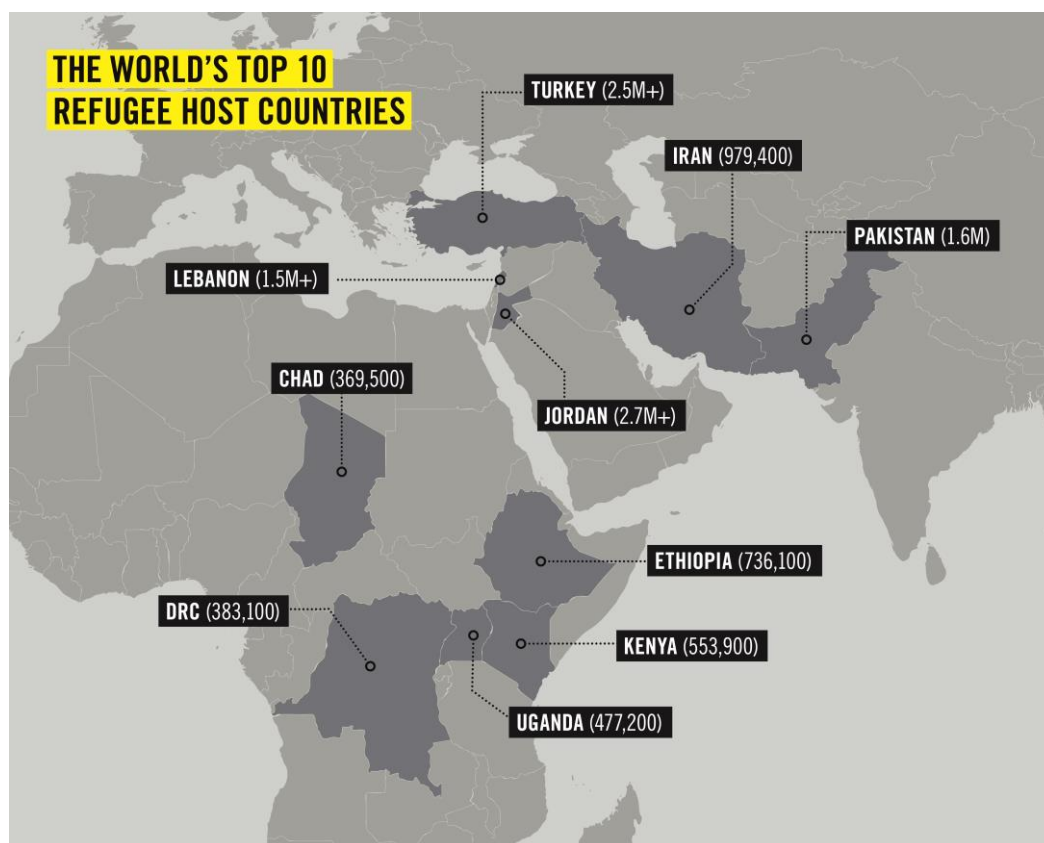 THE WORLD'S TOP 10
REFUGEE HOST COUNTRIES
TURKEY (2.5M+)
IRAN (979,400)
PAKISTAN (1.6M)
LEBANON (1.5M+)
CHAD (369,500)
JORDAN (2.7M+)
ETHIOPIA (736,100)
DRC (383,100)
KENYA (553,900)
UGANDA (477,200)